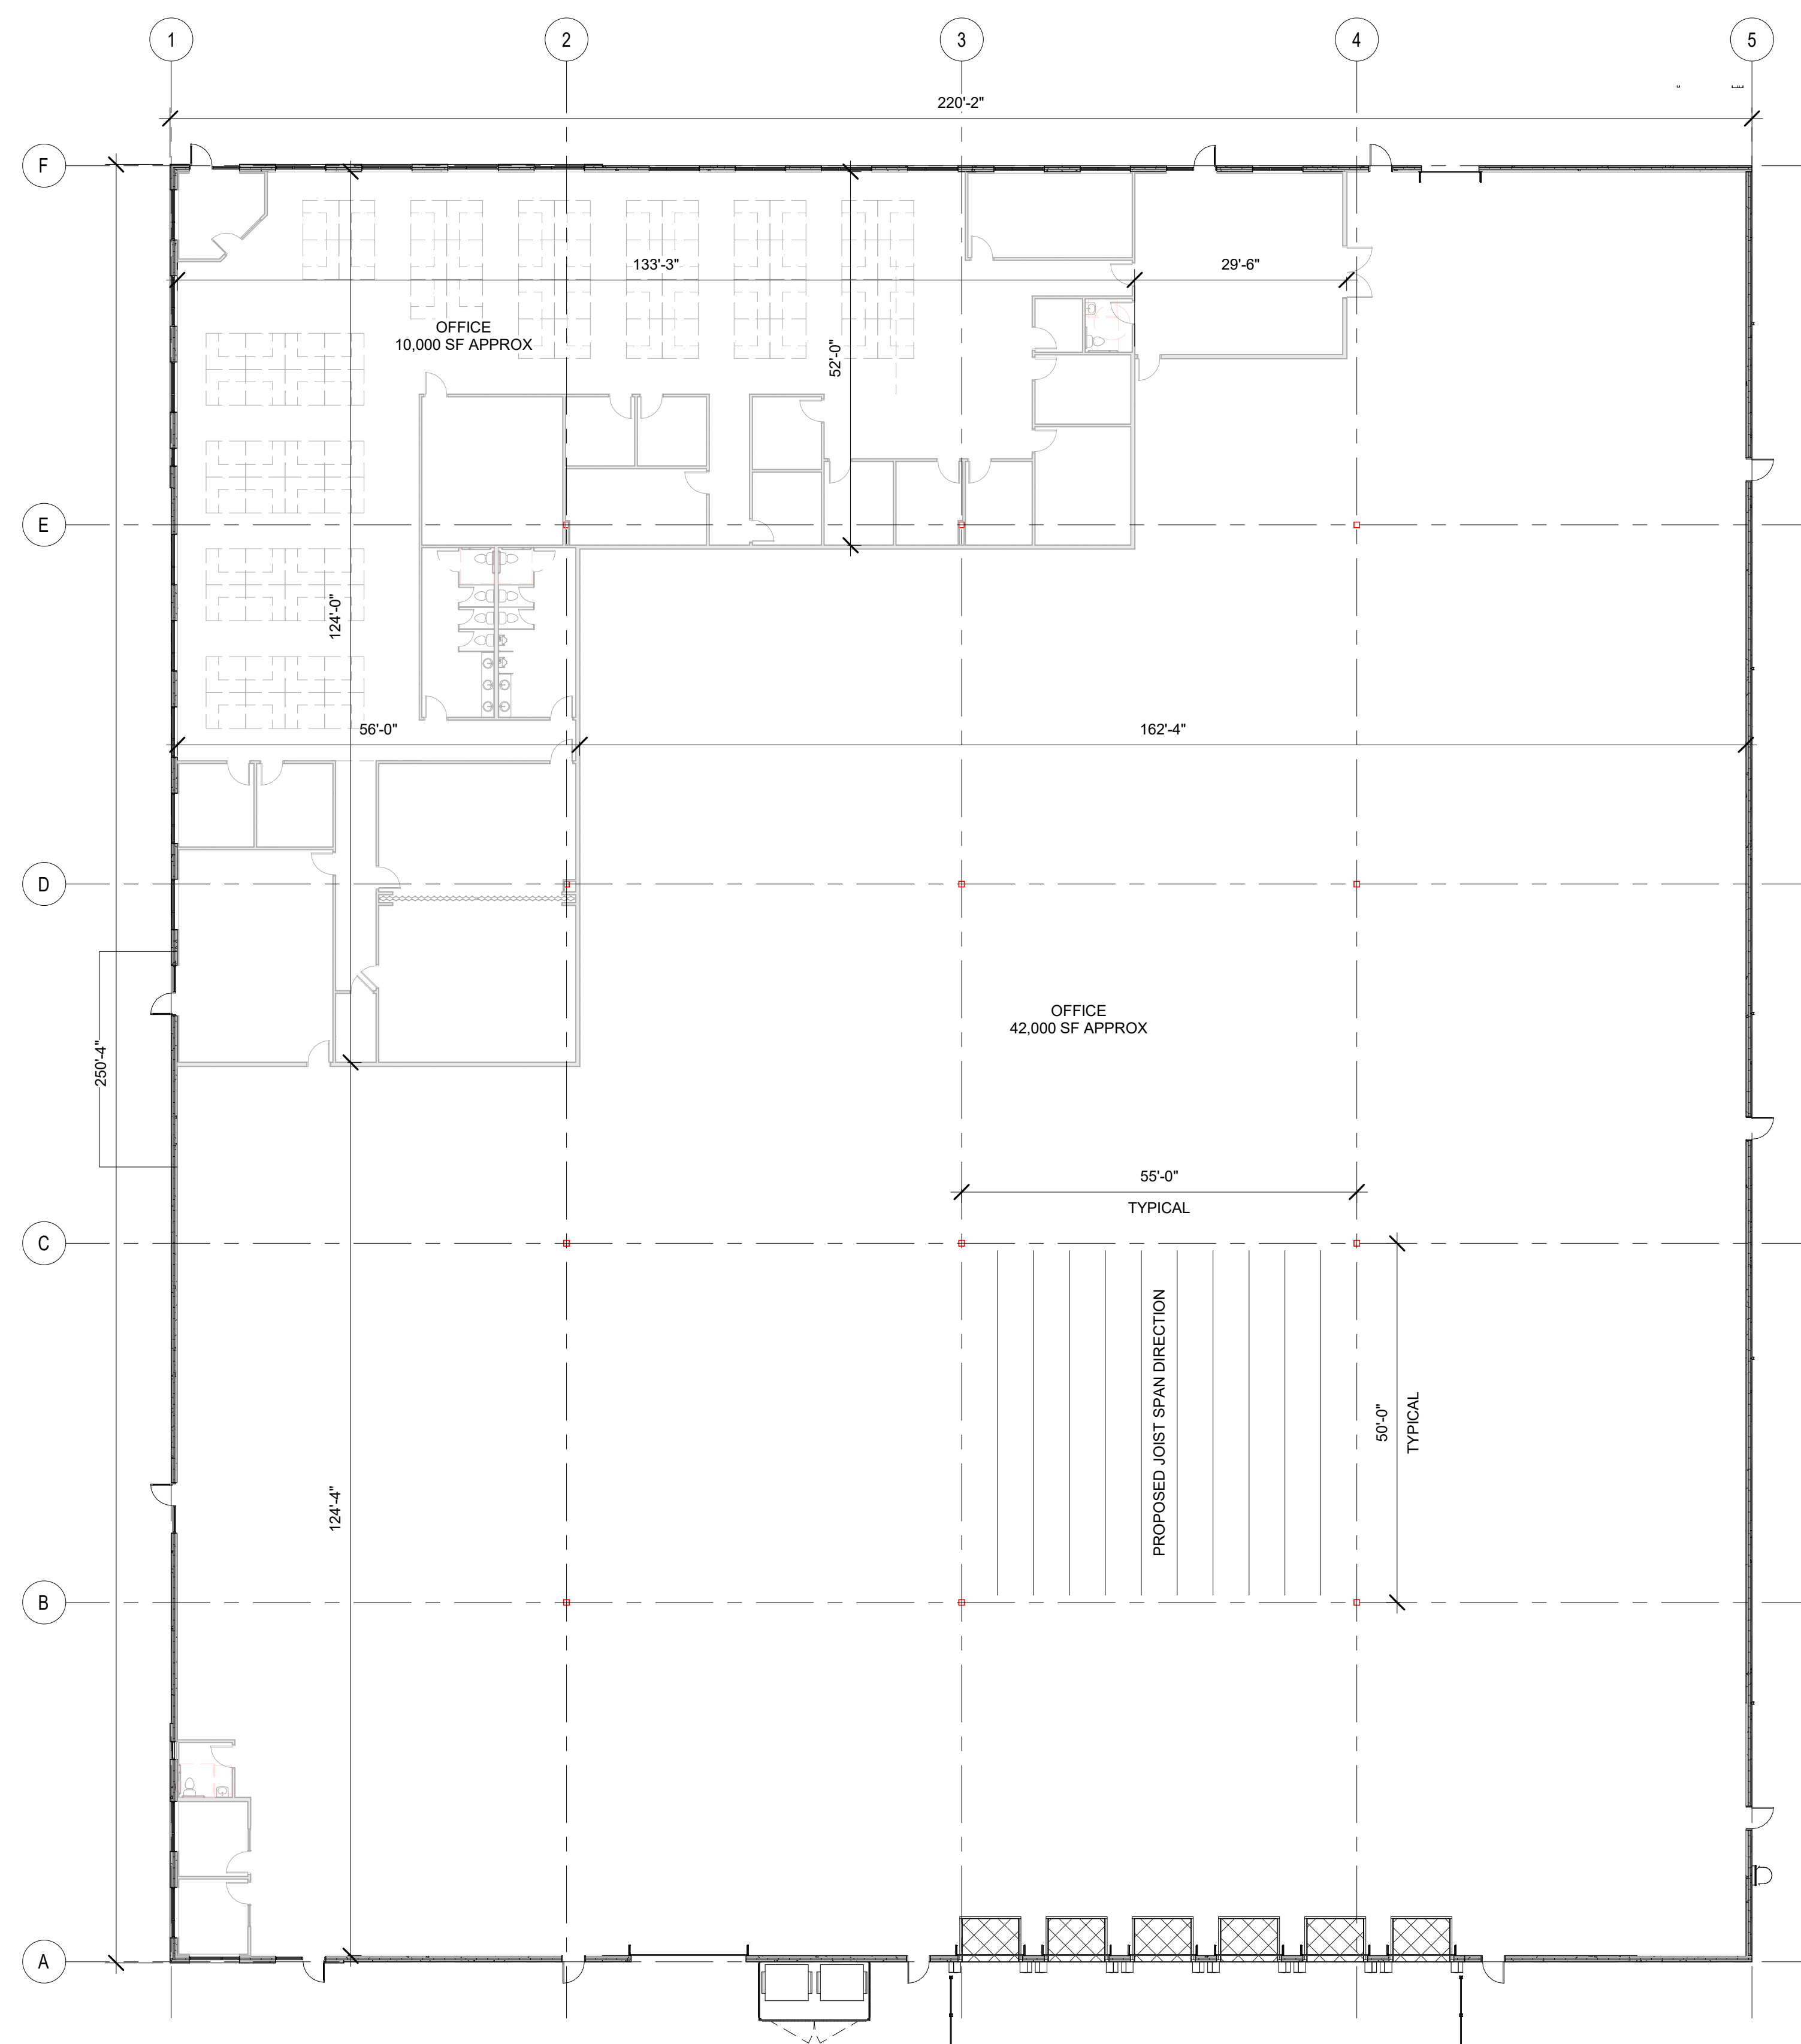 1
2
3
4
5
220'-2"
F
133'-3"
29'-6"
OFFICE
10,000 SF APPROX
52'-0"
E
124'-0"
56'-0"
162'-4"
D
OFFICE
42,000 SF APPROX
250'-4"
55'-0"
TYPICAL
C
PROPOSED JOIST SPAN DIRECTION
50'-0"
TYPICAL
124'-4"
B
A